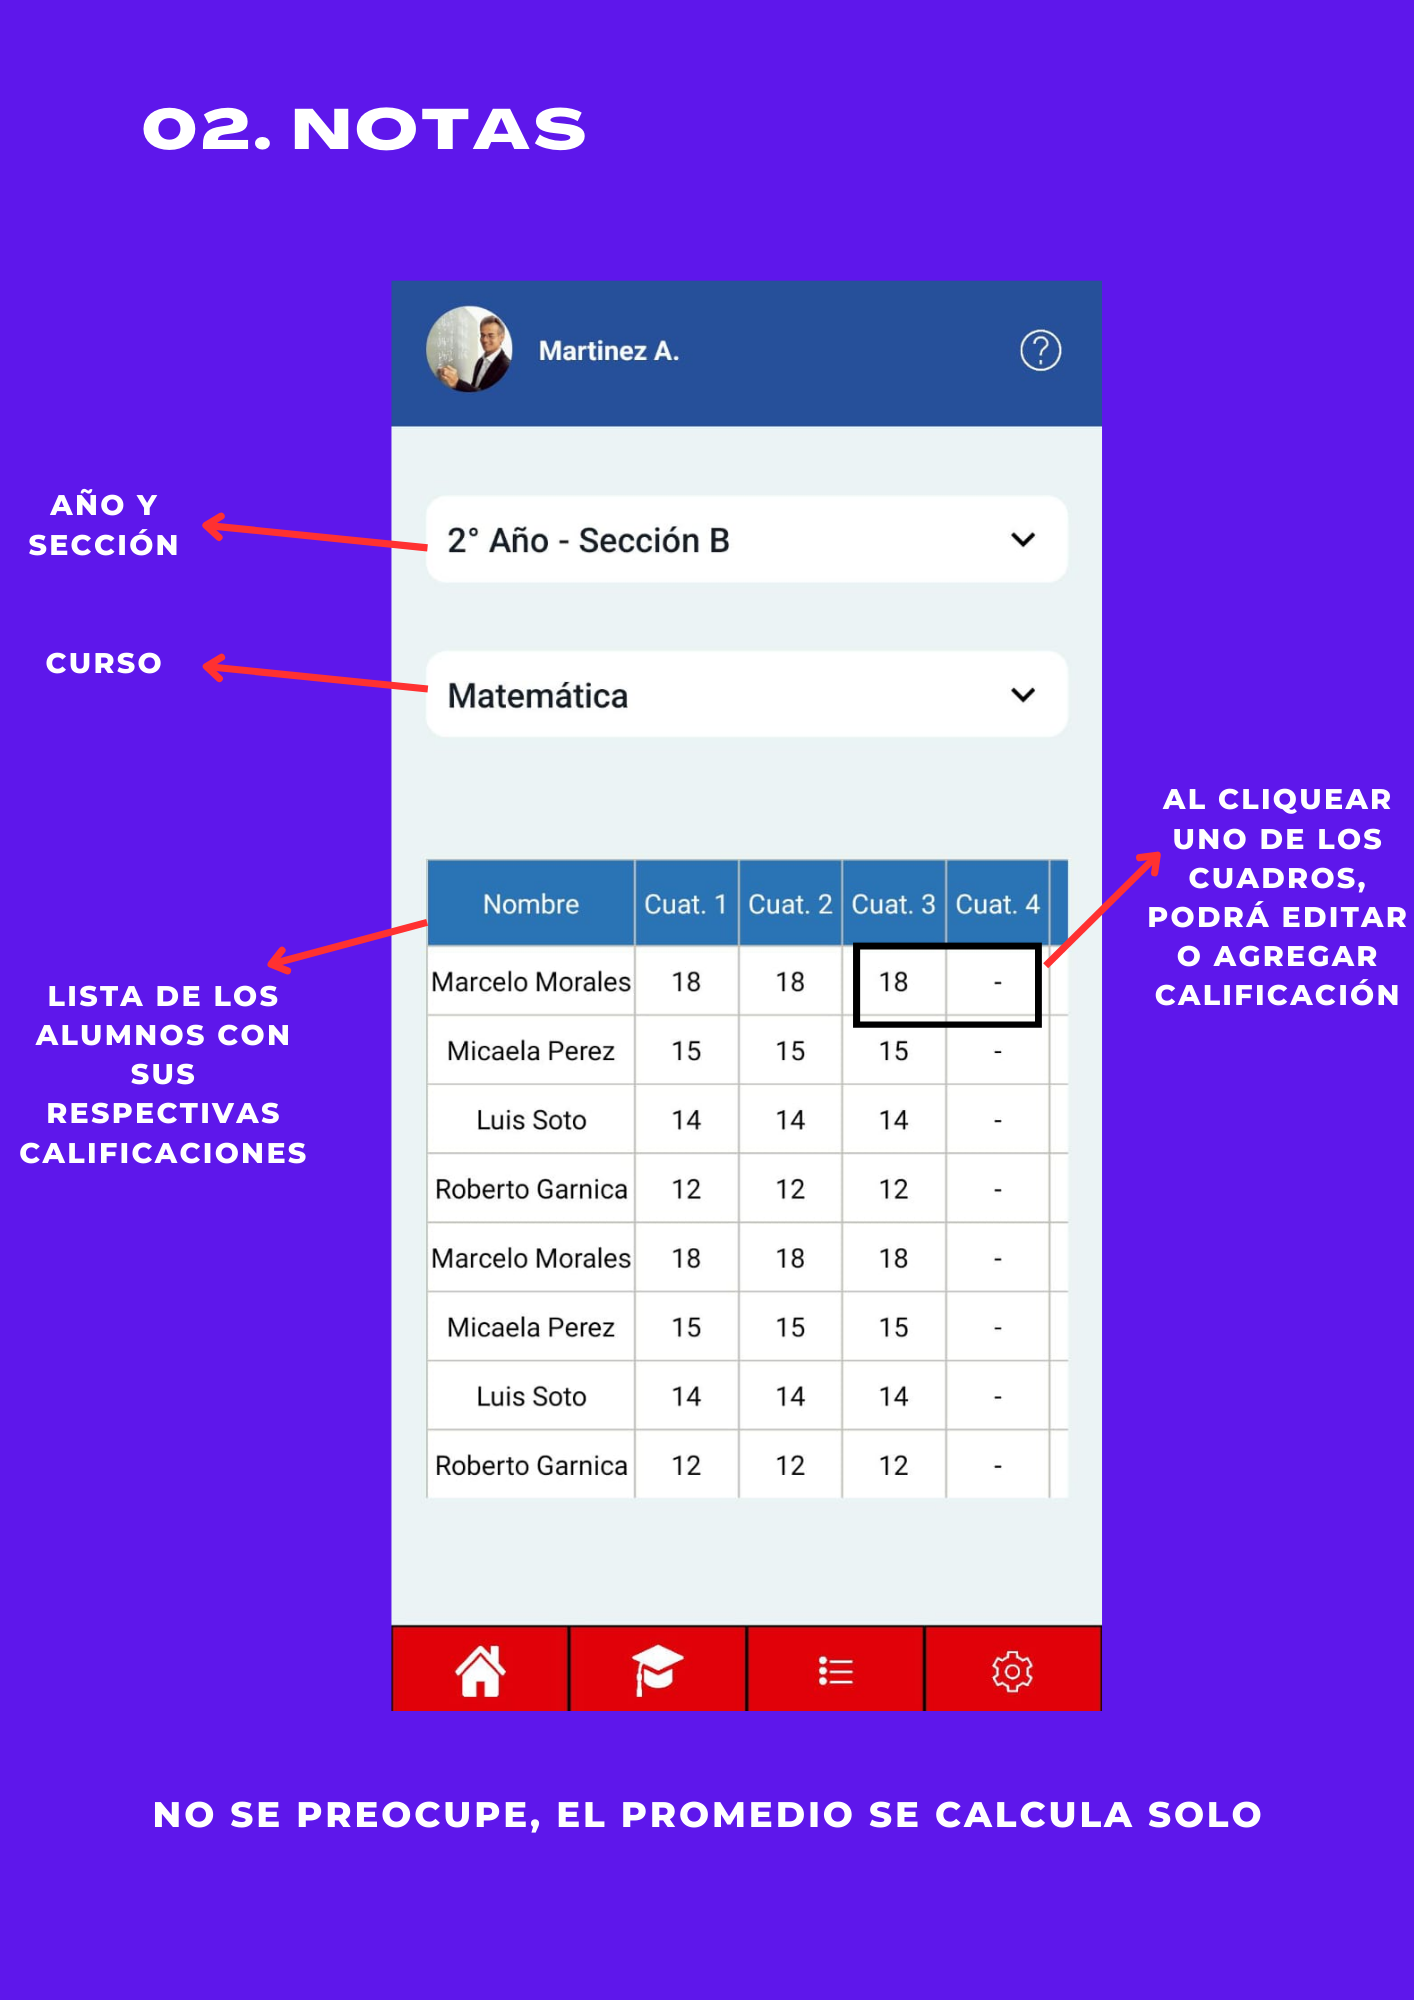 02. NOTAS
Martinez A.
?
AÑO Y
SECCIÓN
2° Año - Sección B
CURSO
Matemática
AL CLIQUEAR
UNO DE LOS
CUADROS,
PODRÁ EDITAR
O AGREGAR
CALIFICACIÓN
LISTA DE LOS
ALUMNOS CON
SUS
RESPECTIVAS
CALIFICACIONES
Nombre Cuat. 1 Cuat. 2 Cuat. 3 Cuat. 4
Marcelo Morales 18 18 18 -
Micaela Perez 15 15 15 -
Luis Soto 14 14 14 -
Roberto Garnica 12 12 12 -
Marcelo Morales 18 18 18 -
Micaela Perez 15 15 15 -
Luis Soto 14 14 14 -
Roberto Garnica 12 12 12 -
NO SE PREOCUPE, EL PROMEDIO SE CALCULA SOLO